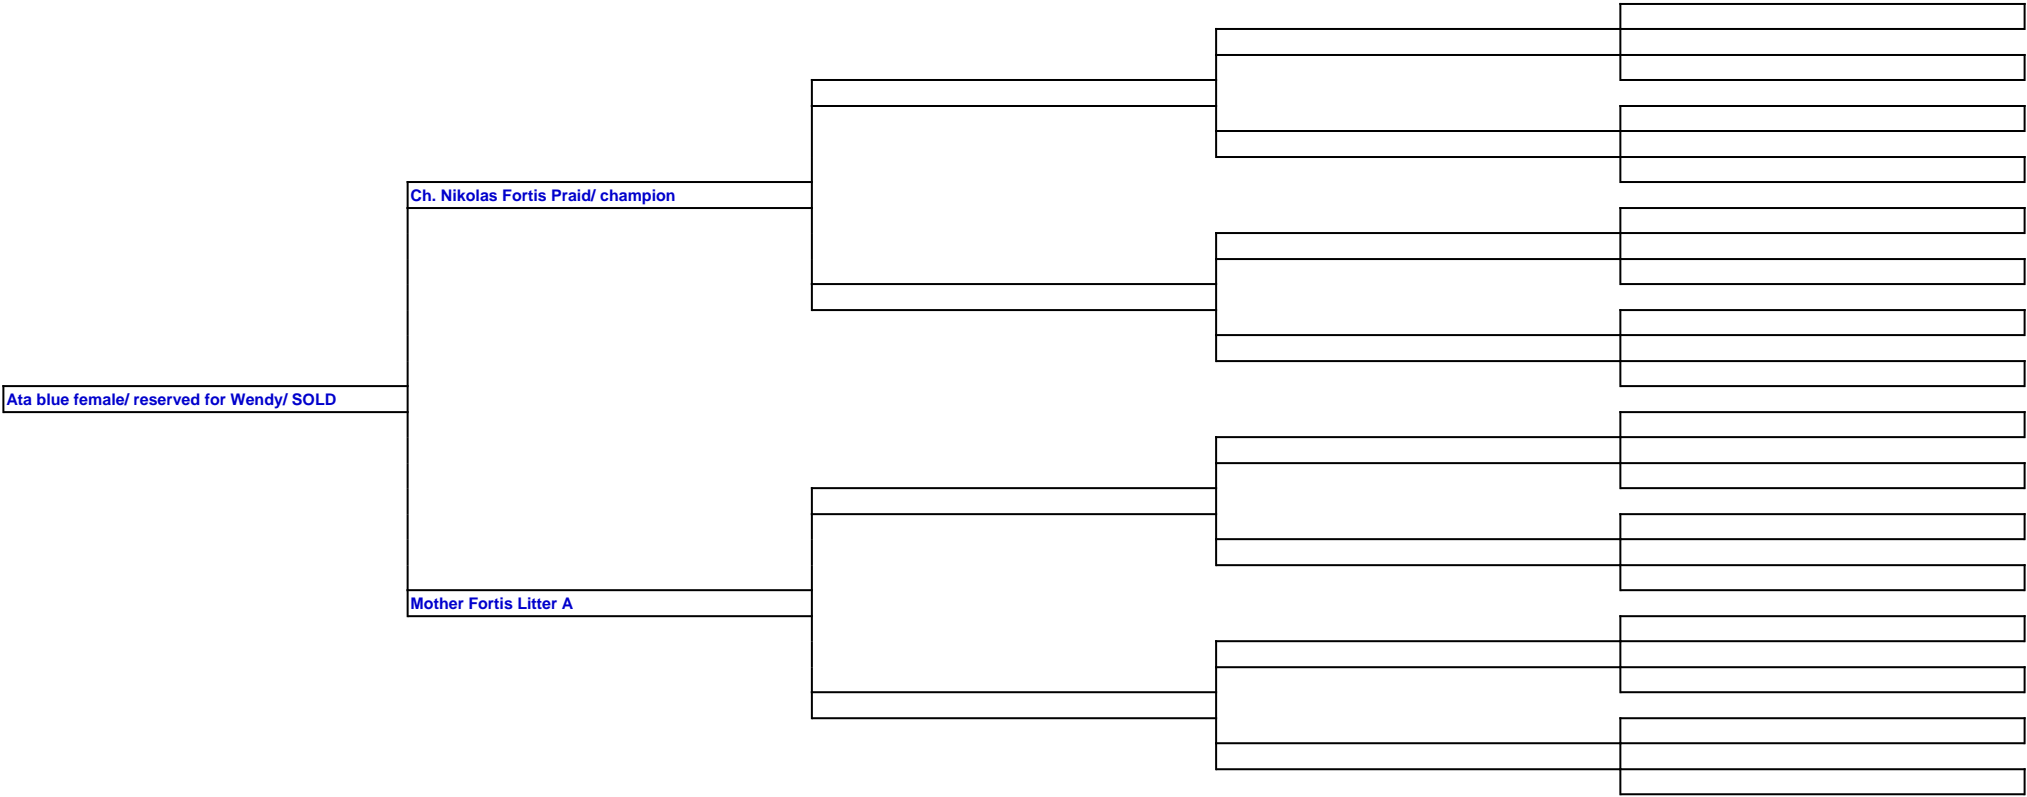 Ch. Nikolas Fortis Praid/ champion
Ata blue female/ reserved for Wendy/ SOLD
Mother Fortis Litter A